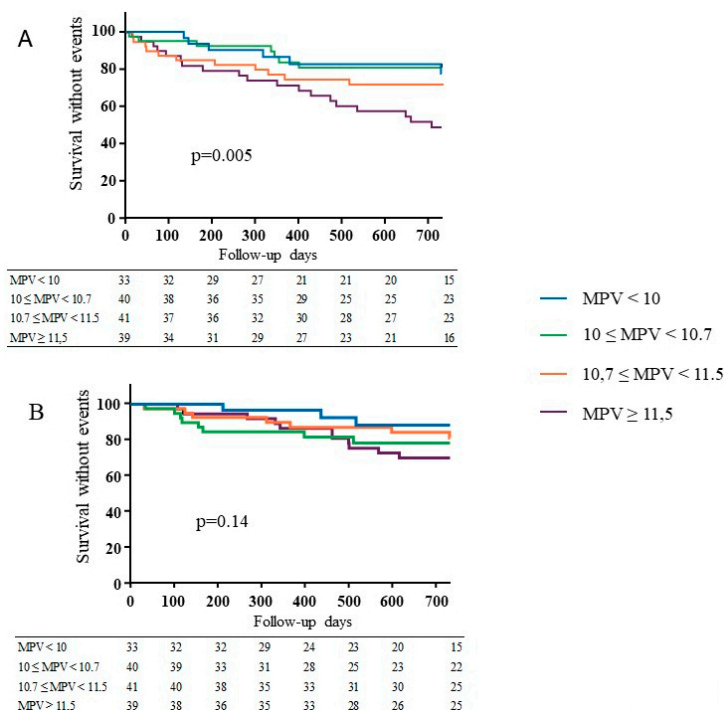 A
Survival without events
100
80
60
40
20
0
p=0.005
0 100 200 300 400 500 600 700
Follow-up days
MPV < 10 33 32 29 27 21 21 20 15
10 ≤ MPV < 10.7 40 38 36 35 29 25 25 23
10.7 ≤ MPV < 11.5 41 37 36 32 30 28 27 23
MPV ≥ 11,5 39 34 31 29 27 23 21 16
MPV < 10
10 ≤ MPV < 10.7
10,7 ≤ MPV < 11.5
MPV ≥ 11,5
B
Survival without events
100
80
60
40
20
0
p=0.14
0 100 200 300 400 500 600 700
Follow-up days
MPV < 10 33 32 32 29 24 23 20 15
10 ≤ MPV < 10.7 40 39 33 31 28 25 23 22
10.7 ≤ MPV < 11.5 41 40 38 35 33 31 30 25
MPV > 11.5 39 38 36 35 33 28 26 25